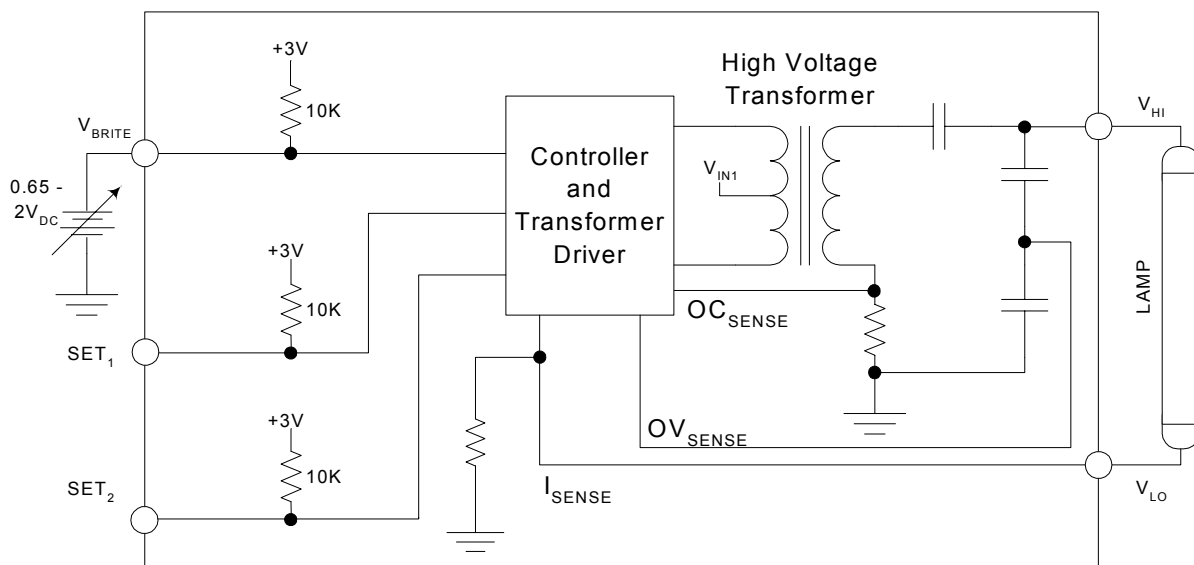 +3V
10K
V_BRITE
0.65 -
2V_DC
+3V
10K
SET_1
+3V
10K
SET_2
Controller
and
Transformer
Driver
High Voltage
Transformer
V_IN1
OC_SENSE
OV_SENSE
I_SENSE
V_HI
LAMP
V_LO